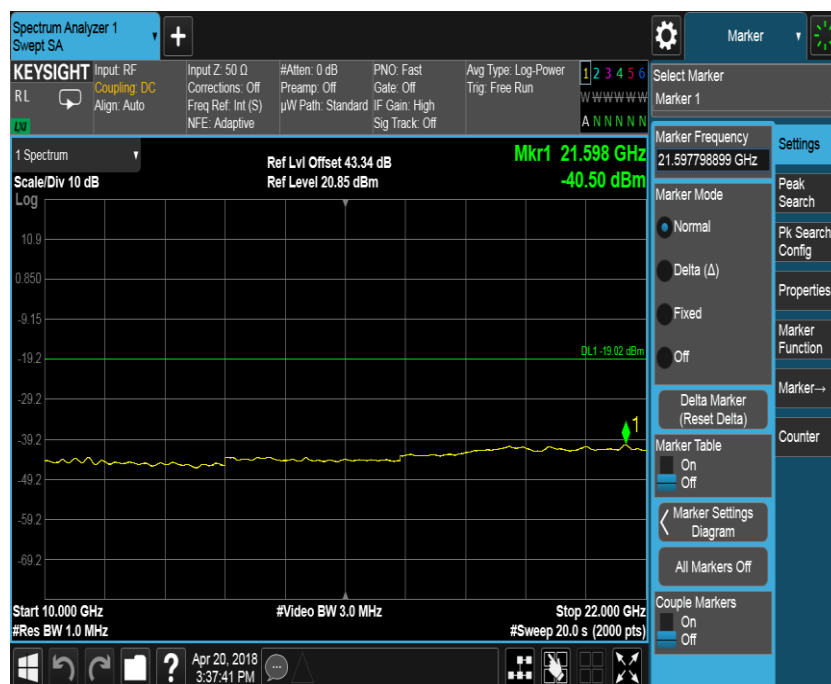 Spectrum Analyzer 1
Swept SA
+
Marker
KEYSIGHT
RL
LXI
Input: RF
Coupling: DC
Align: Auto
Input Z: 50 Ω
Corrections: Off
Freq Ref: Int (S)
NFE: Adaptive
#Atten: 0 dB
Preamp: Off
µW Path: Standard
PNO: Fast
Gate: Off
IF Gain: High
Sig Track: Off
Avg Type: Log-Power
Trig: Free Run
1 2 3 4 5 6
W W W W W W
A N N N N N
Select Marker
Marker 1
1 Spectrum
Scale/Div 10 dB
Log
Ref Lvl Offset 43.34 dB
Ref Level 20.85 dBm
Mkr1 21.598 GHz
-40.50 dBm
10.9
0.850
-9.15
-19.2
-29.2
-39.2
-49.2
-59.2
-69.2
DL1 -19.02 dBm
1
Start 10.000 GHz
#Res BW 1.0 MHz
#Video BW 3.0 MHz
Stop 22.000 GHz
#Sweep 20.0 s (2000 pts)
Marker Frequency
21.597798899 GHz
Marker Mode
Normal
Delta (Δ)
Fixed
Off
Delta Marker
(Reset Delta)
Marker Table
On
Off
Marker Settings
Diagram
All Markers Off
Couple Markers
On
Off
Settings
Peak
Search
Pk Search
Config
Properties
Marker
Function
Marker→
Counter
?
Apr 20, 2018
3:37:41 PM